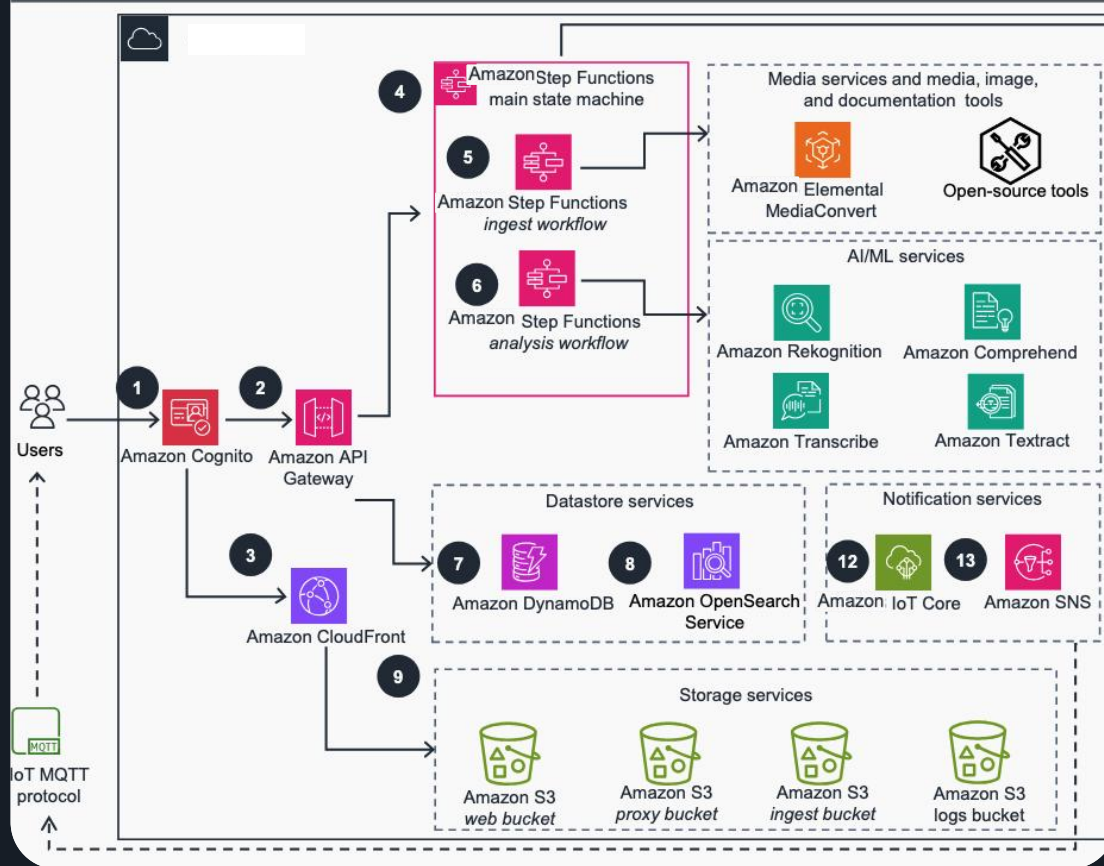 4
Amazon Step Functions
main state machine
5
Amazon Step Functions
ingest workflow
6
Amazon Step Functions
analysis workflow
Media services and media, image,
and documentation tools
Amazon Elemental
MediaConvert
Open-source tools
AI/ML services
Amazon Rekognition
Amazon Comprehend
Amazon Transcribe
Amazon Textract
Users
1
Amazon Cognito
2
Amazon API
Gateway
3
Amazon CloudFront
Datastore services
7
Amazon DynamoDB
8
Amazon OpenSearch
Service
Notification services
12
Amazon IoT Core
13
Amazon SNS
9
Storage services
Amazon S3
web bucket
Amazon S3
proxy bucket
Amazon S3
ingest bucket
Amazon S3
logs bucket
MQTT
IoT MQTT
protocol